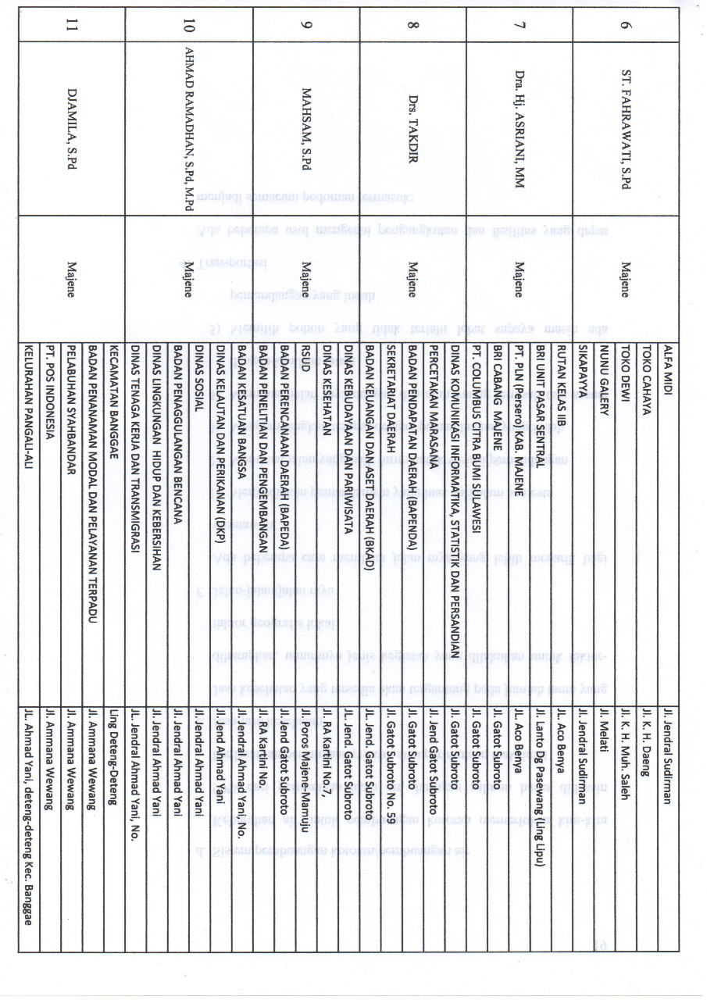 6 ST. FAHRAWATI, S.Pd Majene ALFA MIDI Jl. Jendral Sudirman
TOKO CAHAYA Jl. K. H. Daeng
TOKO DEWI Jl. K. H. Muh. Saleh
NUNU GALERY Jl. Melati
SIKAPAYYA Jl. Jendral Sudirman
7 Dra. Hj. ASRIANI, MM Majene RUTAN KELAS IIB JL. Aco Benya
BRI UNIT PASAR SENTRAL Jl. Lanto Dg Pasewang (Ling Lipu)
PT. PLN (Persero) KAB. MAJENE JL. Aco Benya
BRI CABANG MAJENE Jl. Gatot Subroto
PT. COLUMBUS CITRA BUMI SULAWESI Jl. Gatot Subroto
8 Drs. TAKDIR Majene DINAS KOMUNIKASI INFORMATIKA, STATISTIK DAN PERSANDIAN Jl. Gatot Subroto
PERCETAKAN MARASANA Jl. Jend Gatot Subroto
BADAN PENDAPATAN DAERAH (BAPENDA) Jl. Gatot Subroto
SEKRETARIAT DAERAH Jl. Gatot Subroto No. 59
BADAN KEUANGAN DAN ASET DAERAH (BKAD) JL. Jend. Gatot Subroto
9 MAHSAM, S.Pd Majene DINAS KEBUDAYAAN DAN PARIWISATA JL. Jend. Gatot Subroto
DINAS KESEHATAN Jl. RA Kartini No.7,
RSUD Jl. Poros Majene-Mamuju
BADAN PERENCANAAN DAERAH (BAPEDA) Jl. Jend Gatot Subroto
BADAN PENELITIAN DAN PENGEMBANGAN Jl. RA Kartini No.
10 AHMAD RAMADHAN, S.Pd, M.Pd Majene BADAN KESATUAN BANGSA Jl. Jendral Ahmad Yani, No.
DINAS KELAUTAN DAN PERIKANAN (DKP) Jl. Jend Ahmad Yani
DINAS SOSIAL Jl. Jendral Ahmad Yani
BADAN PENAGGULANGAN BENCANA Jl. Jendral Ahmad Yani
DINAS LINGKUNGAN HIDUP DAN KEBERSIHAN Jl. Jendral Ahmad Yani
DINAS TENAGA KERJA DAN TRANSMIGRASI JL. Jendral Ahmad Yani, No.
11 DJAMILA, S.Pd Majene KECAMATAN BANGGAE Ling Deteng-Deteng
BADAN PENANAMAN MODAL DAN PELAYANAN TERPADU Jl. Ammana Wewang
PELABUHAN SYAHBANDAR Jl. Ammana Wewang
PT. POS INDONESIA Jl. Ammana Wewang
KELURAHAN PANGALI-ALI JL. Ahmad Yani, deteng-deteng Kec. Banggae